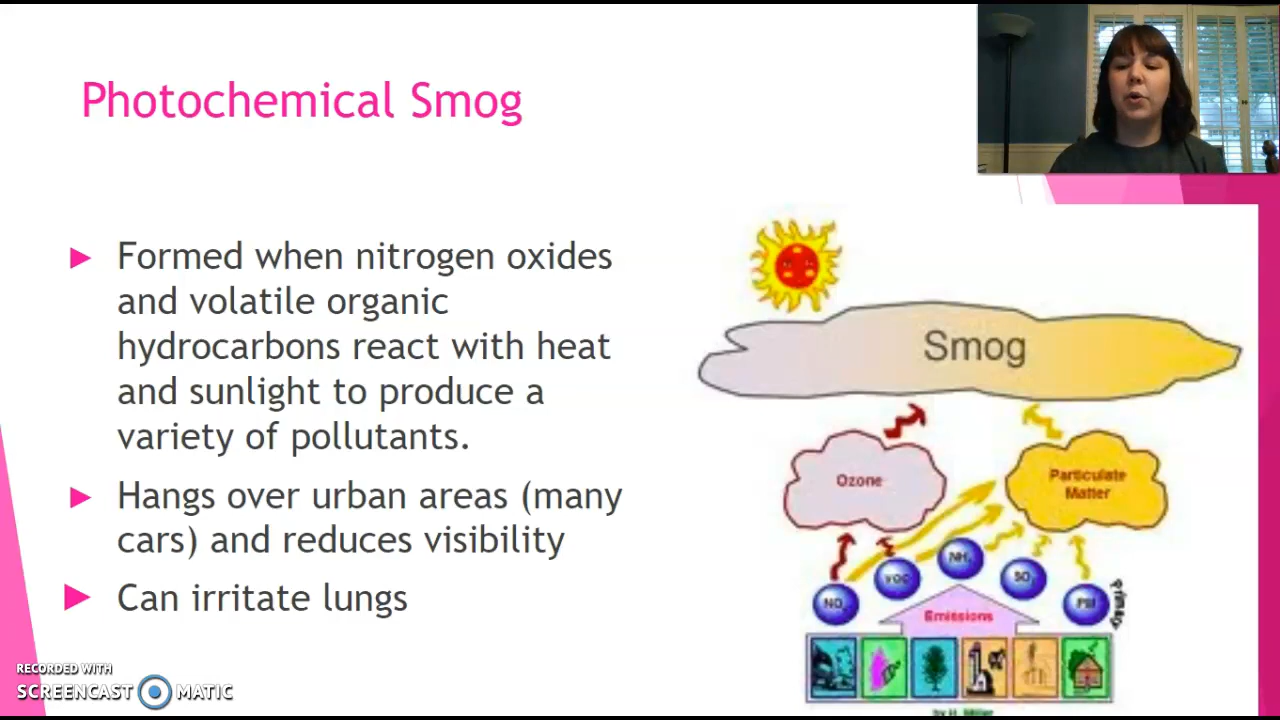 Photochemical Smog
Formed when nitrogen oxides
and volatile organic
hydrocarbons react with heat
and sunlight to produce a
variety of pollutants.
Hangs over urban areas (many
cars) and reduces visibility
Can irritate lungs
Smog
Ozone
Particulate
Matter
NH
VOC
SO
NO
PM
Emissions
by H. Miller
RECORDED WITH
SCREENCAST MATIC